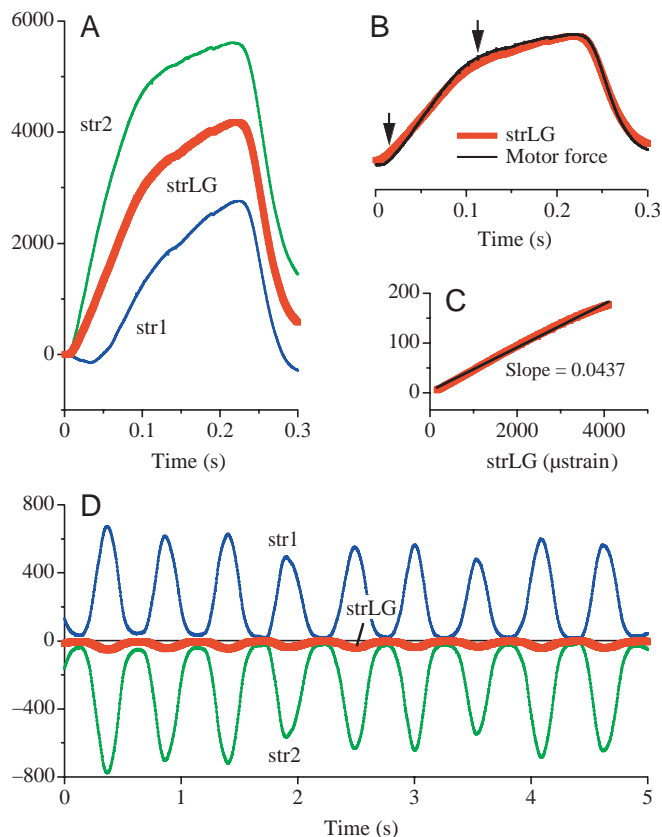 A
6000
4000
2000
0
str2
strLG
str1
0
0.1
0.2
0.3
Time (s)
B
strLG
Motor force
0
0.1
0.2
0.3
Time (s)
C
200
100
0
Slope = 0.0437
0
2000
4000
strLG (µstrain)
D
800
400
0
–400
–800
str1
strLG
str2
0
1
2
3
4
5
Time (s)